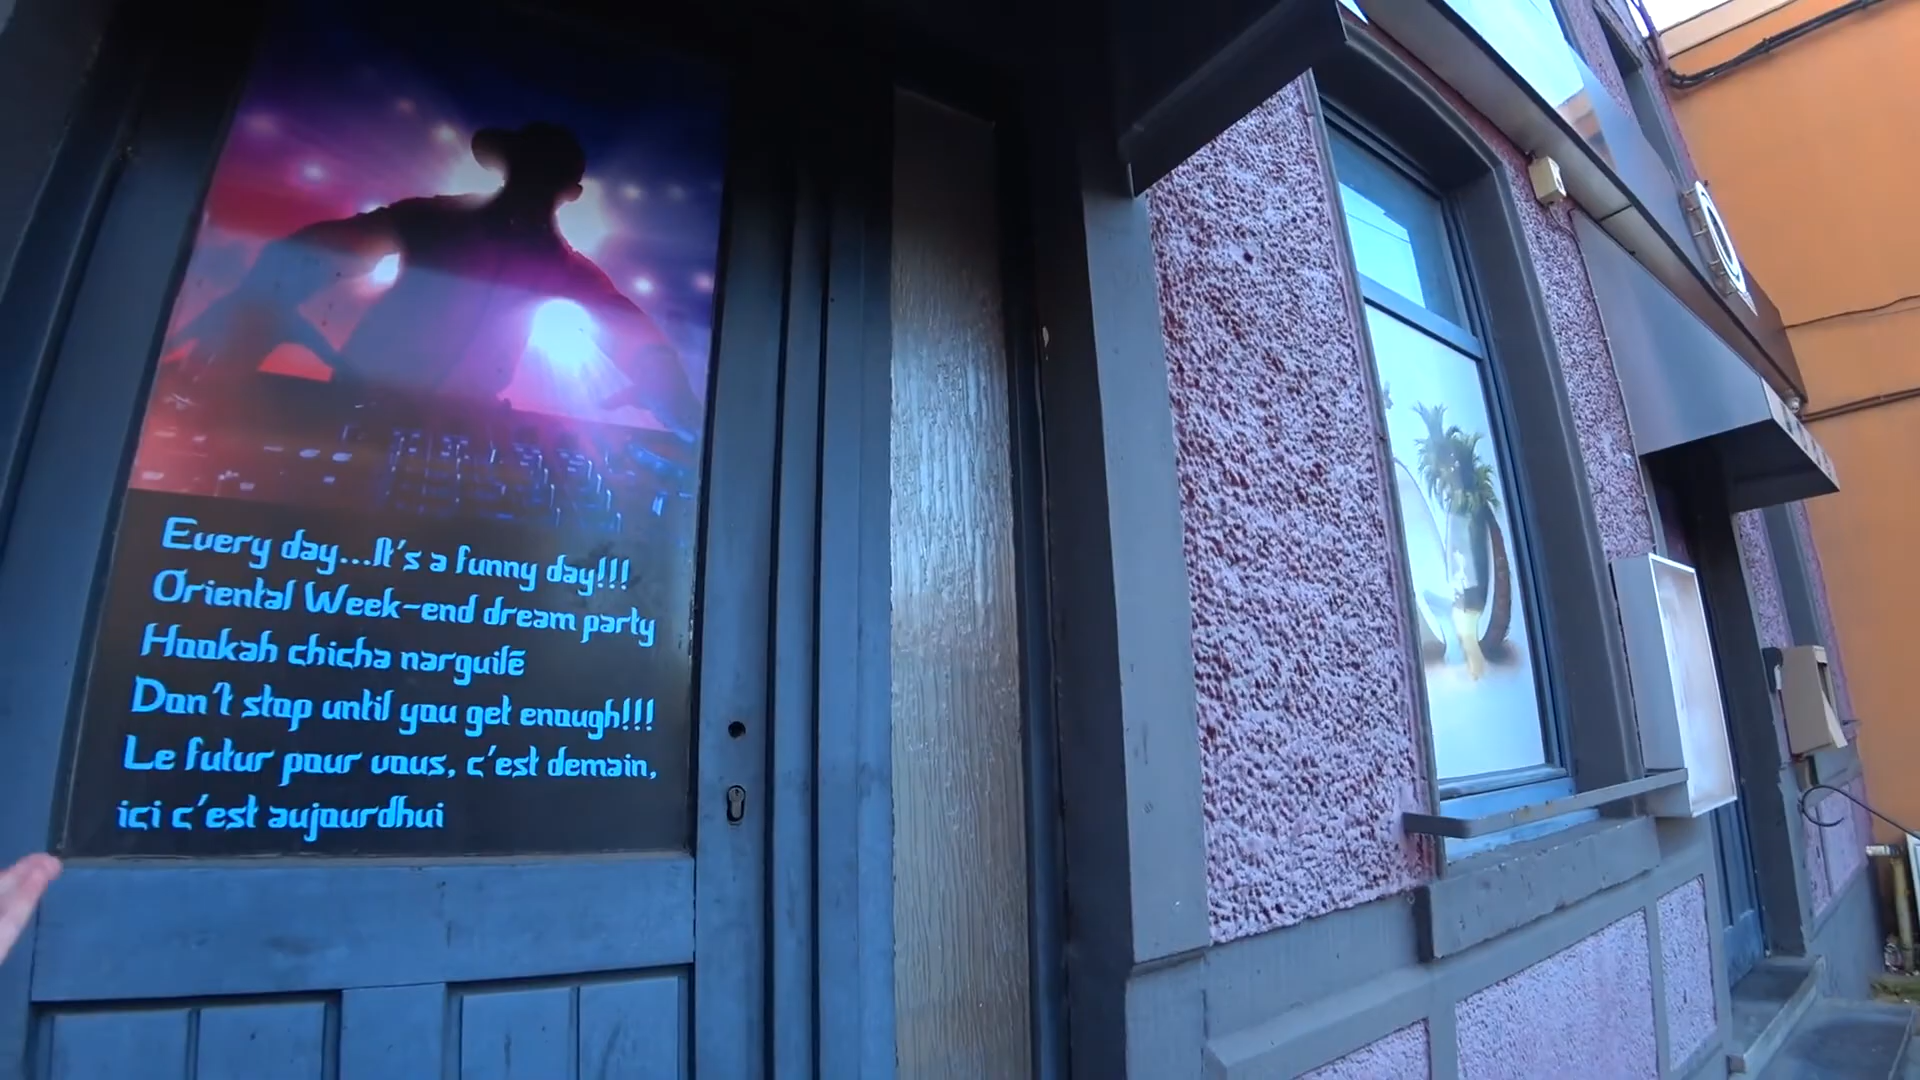 Every day...It's a funny day!!!
Oriental Week-end dream party
Hookah chicha narguilé
Don't stop until you get enough!!!
Le futur pour vous, c'est demain,
ici c'est aujourdhui